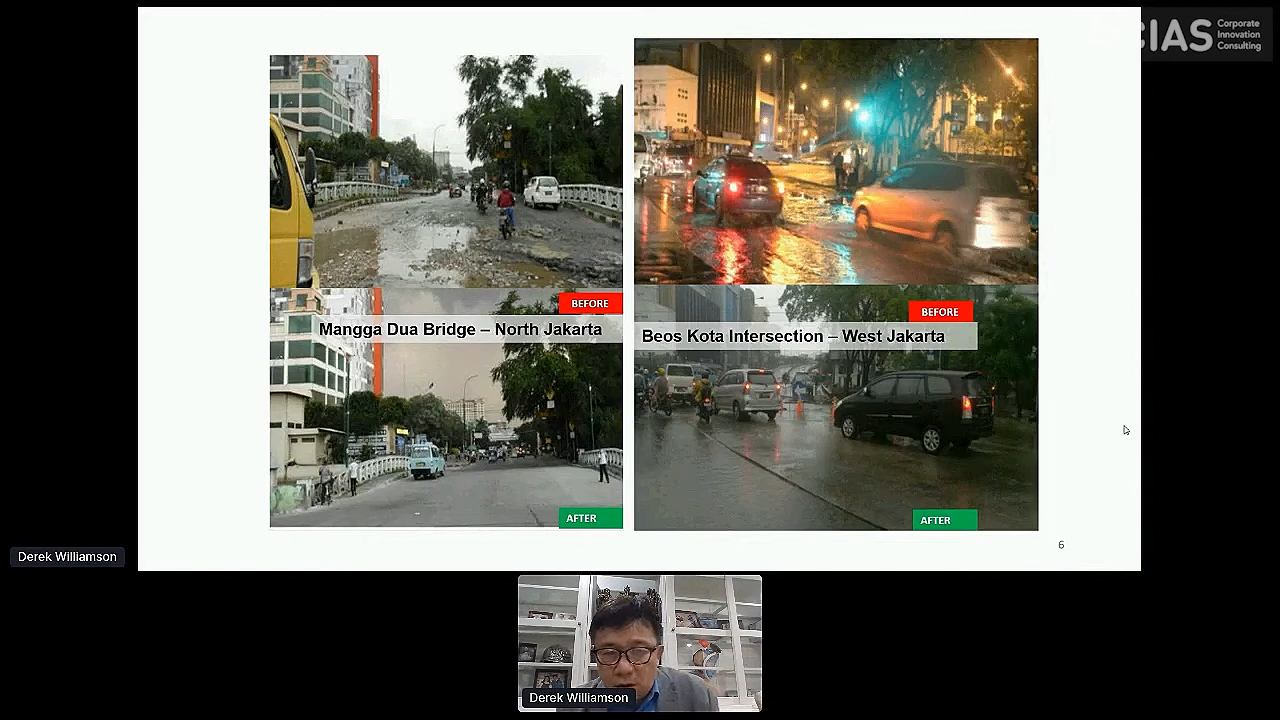 CIAS
Corporate
Innovation
Consulting
BEFORE
Mangga Dua Bridge – North Jakarta
AFTER
BEFORE
Beos Kota Intersection – West Jakarta
AFTER
6
Derek Williamson
Derek Williamson